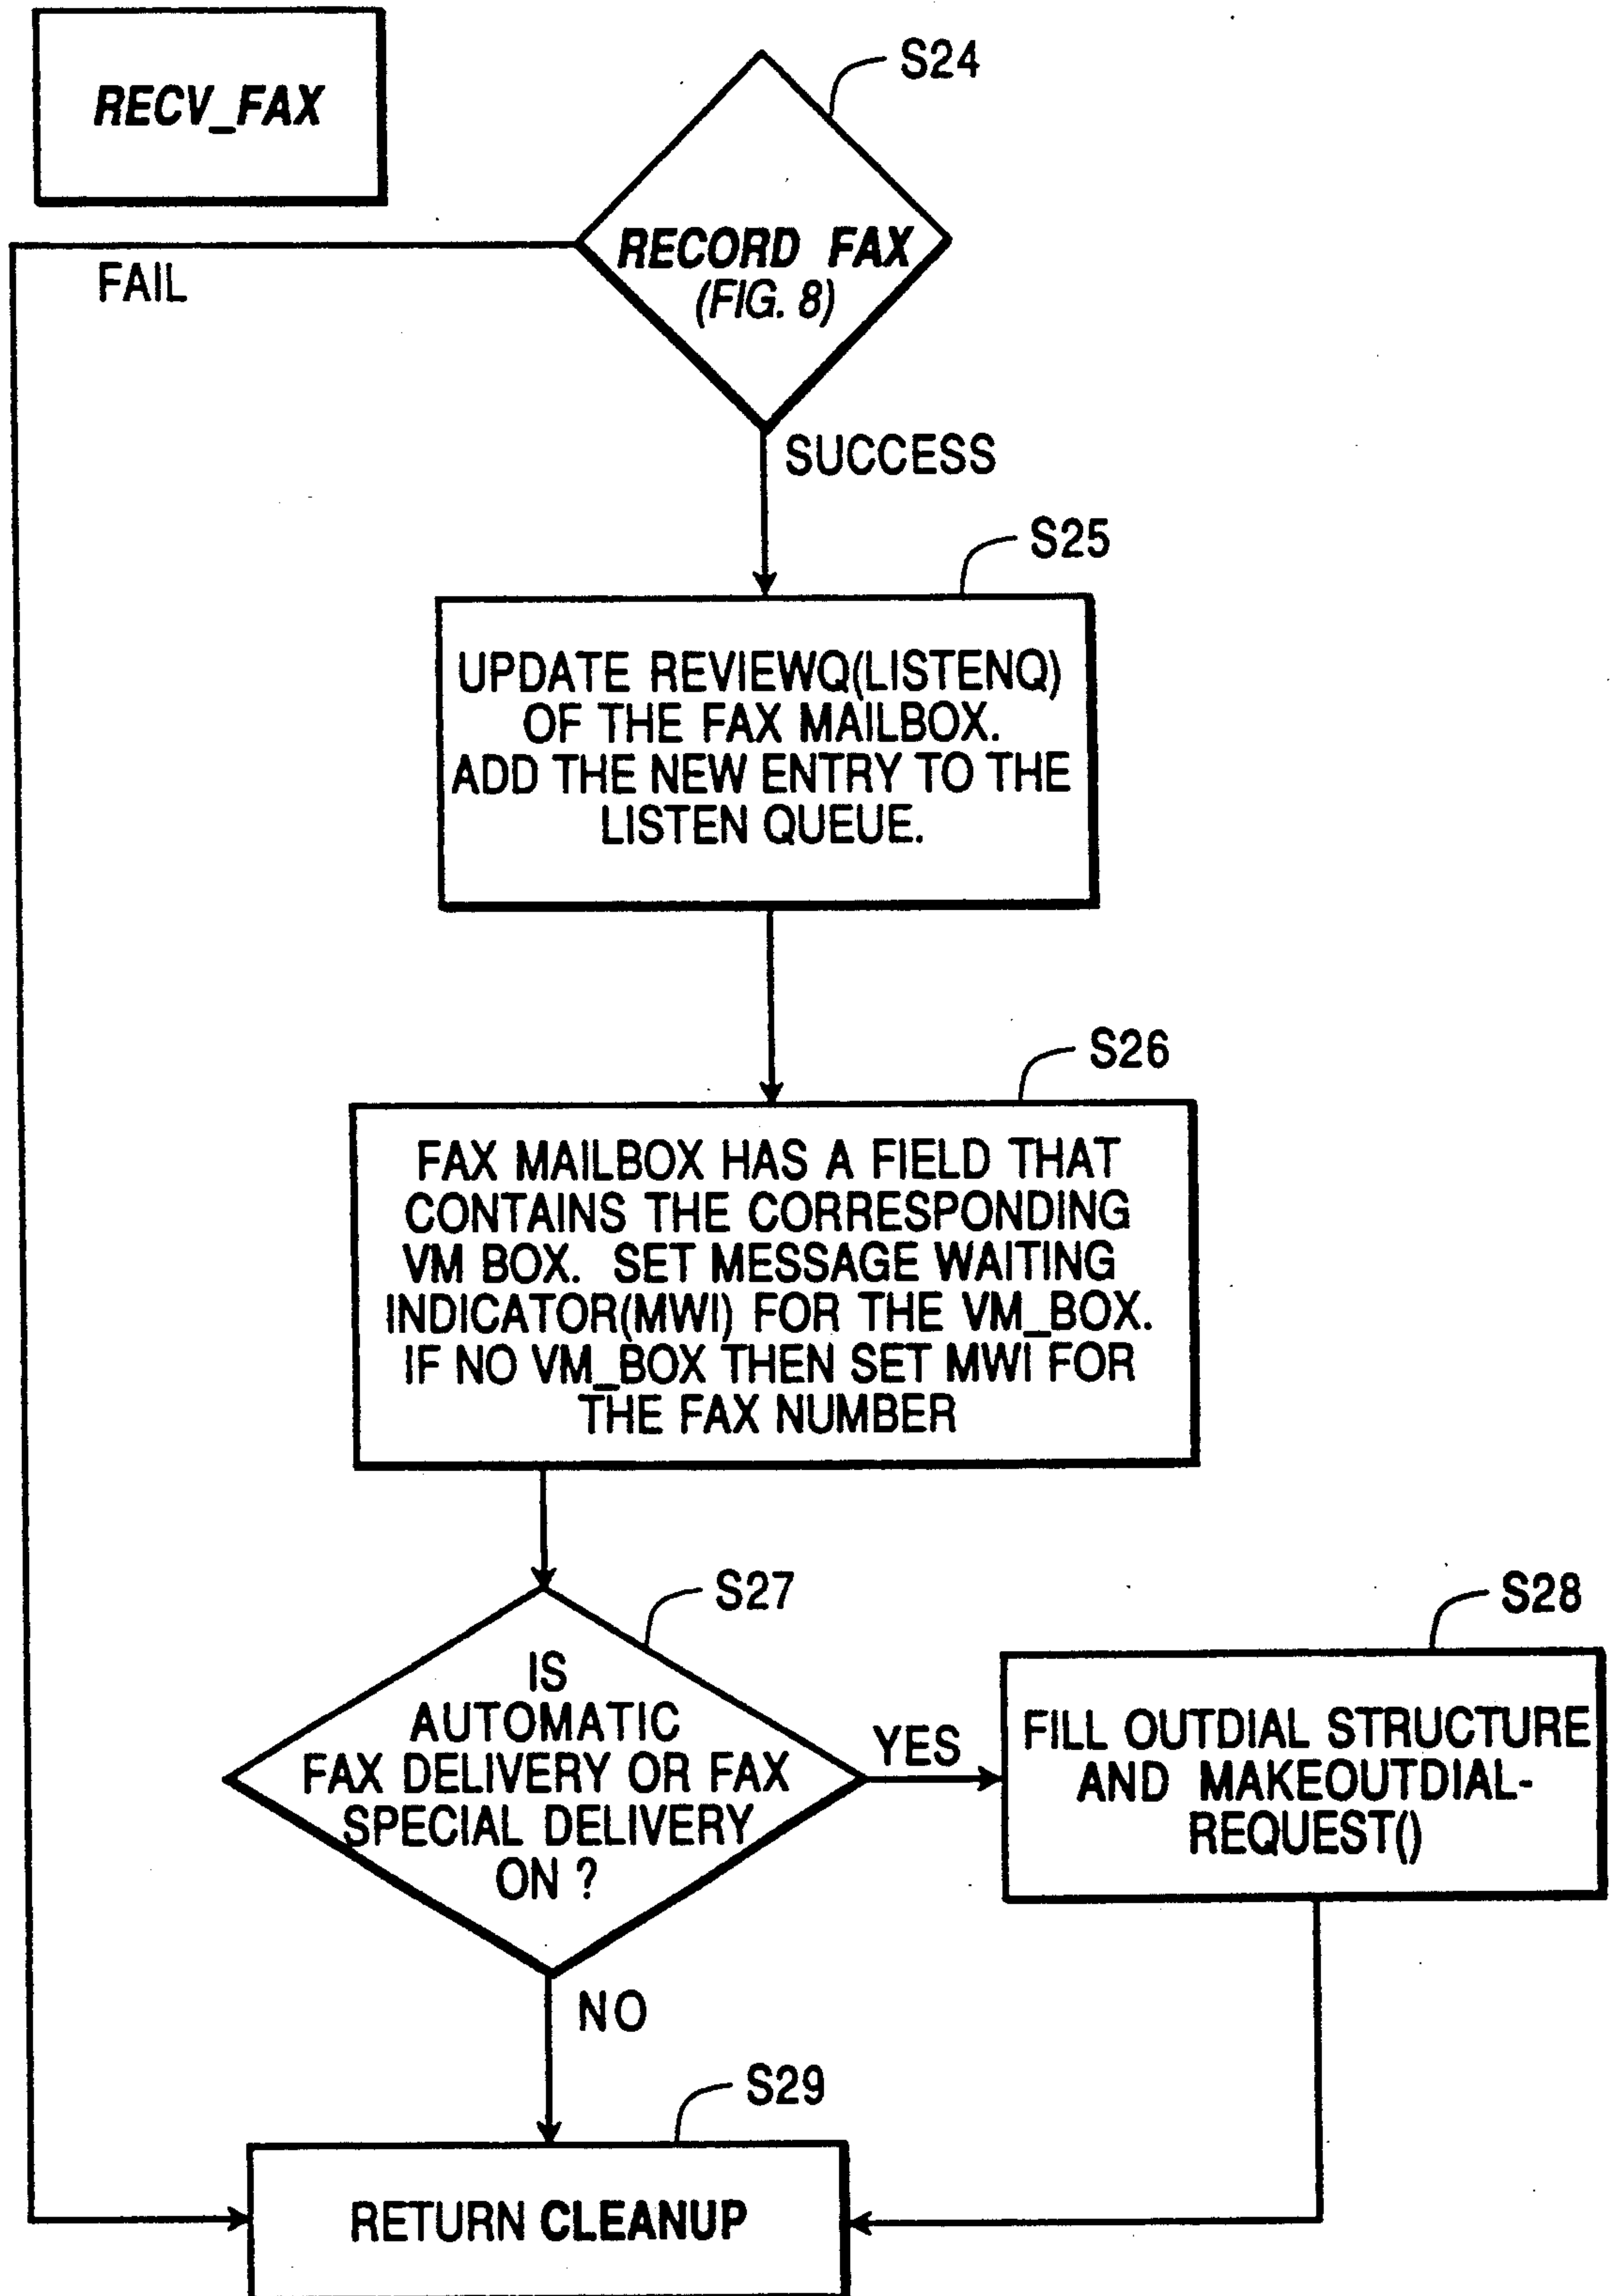 RECV_FAX
S24
RECORD FAX
(FIG. 8)
FAIL
SUCCESS
S25
UPDATE REVIEWQ(LISTENQ)
OF THE FAX MAILBOX.
ADD THE NEW ENTRY TO THE
LISTEN QUEUE.
S26
FAX MAILBOX HAS A FIELD THAT
CONTAINS THE CORRESPONDING
VM BOX. SET MESSAGE WAITING
INDICATOR(MWI) FOR THE VM_BOX.
IF NO VM_BOX THEN SET MWI FOR
THE FAX NUMBER
S27
IS
AUTOMATIC
FAX DELIVERY OR FAX
SPECIAL DELIVERY
ON ?
YES
S28
FILL OUTDIAL STRUCTURE
AND MAKEOUTDIAL-
REQUEST()
NO
S29
RETURN CLEANUP